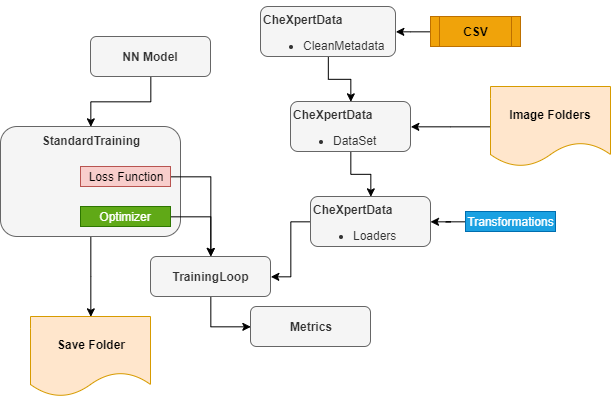 CheXpertData
CleanMetadata
CSV
NN Model
CheXpertData
DataSet
Image Folders
StandardTraining
Loss Function
Optimizer
CheXpertData
Loaders
Transformations
TrainingLoop
Metrics
Save Folder